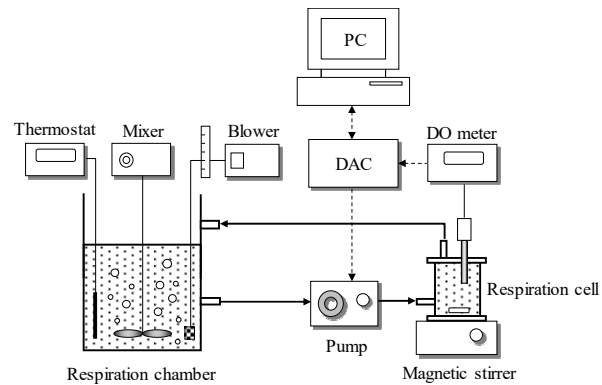 PC
Thermostat
Mixer
Blower
DO meter
DAC
Respiration cell
Pump
Respiration chamber
Magnetic stirrer